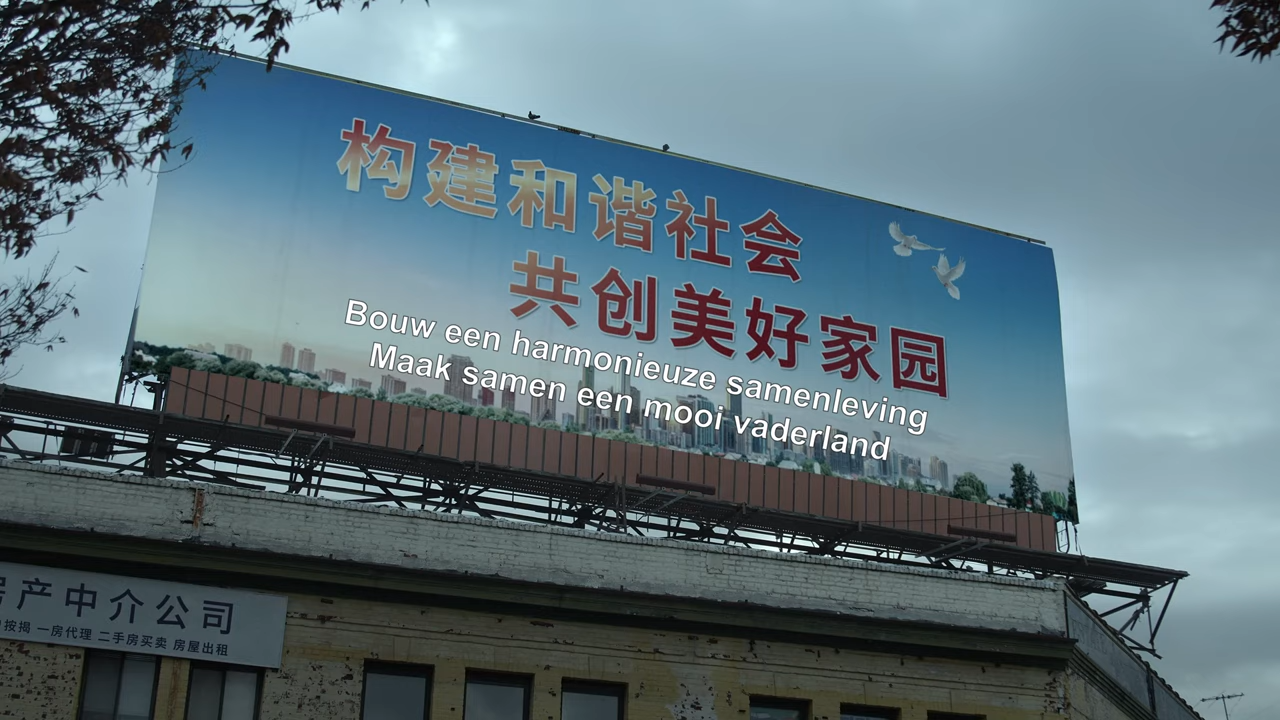 构建和谐社会
共创美好家园
Bouw een harmonieuze samenleving
Maak samen een mooi vaderland
产中介公司
按揭 一房代理 二手房买卖 房屋出租